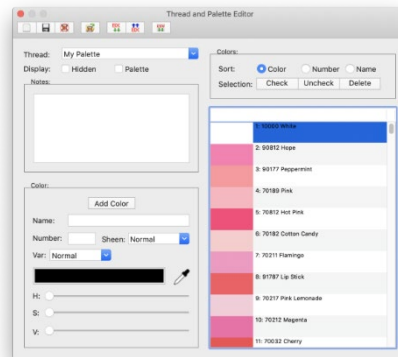 Thread and Palette Editor
Thread: My Palette
Display: Hidden Palette
Notes:
Color:
Add Color
Name:
Number: Sheen: Normal
Var: Normal
H:
S:
V:
Colors:
Sort: Color Number Name
Selection: Check Uncheck Delete
1: 10000 White
2: 90812 Hope
3: 90177 Peppermint
4: 70189 Pink
5: 70812 Hot Pink
6: 70182 Cotton Candy
7: 70211 Flamingo
8: 91787 Lip Stick
9: 70217 Pink Lemonade
10: 70212 Magenta
11: 70032 Cherry